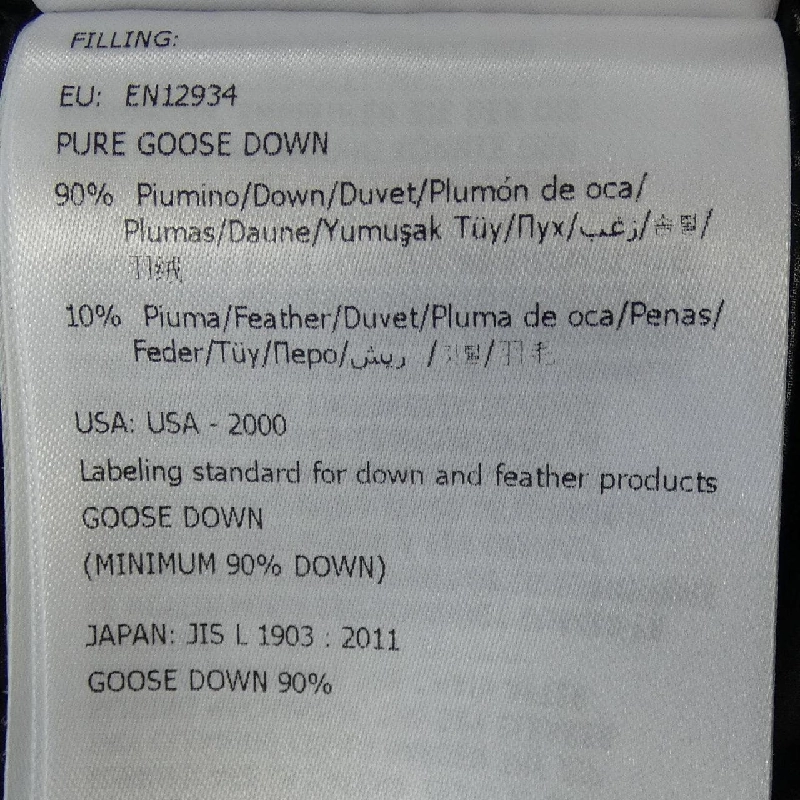 FILLING:
EU: EN12934
PURE GOOSE DOWN
90% Piumino/Down/Duvet/Plumón de oca/
Plumas/Daune/Yumuşak Tüy/Пух/زغب/솜털/
羽绒
10% Piuma/Feather/Duvet/Pluma de oca/Penas/
Feder/Tüy/Перо/ريش /깃털/羽毛
USA: USA - 2000
Labeling standard for down and feather products
GOOSE DOWN
(MINIMUM 90% DOWN)
JAPAN: JIS L 1903 : 2011
GOOSE DOWN 90%